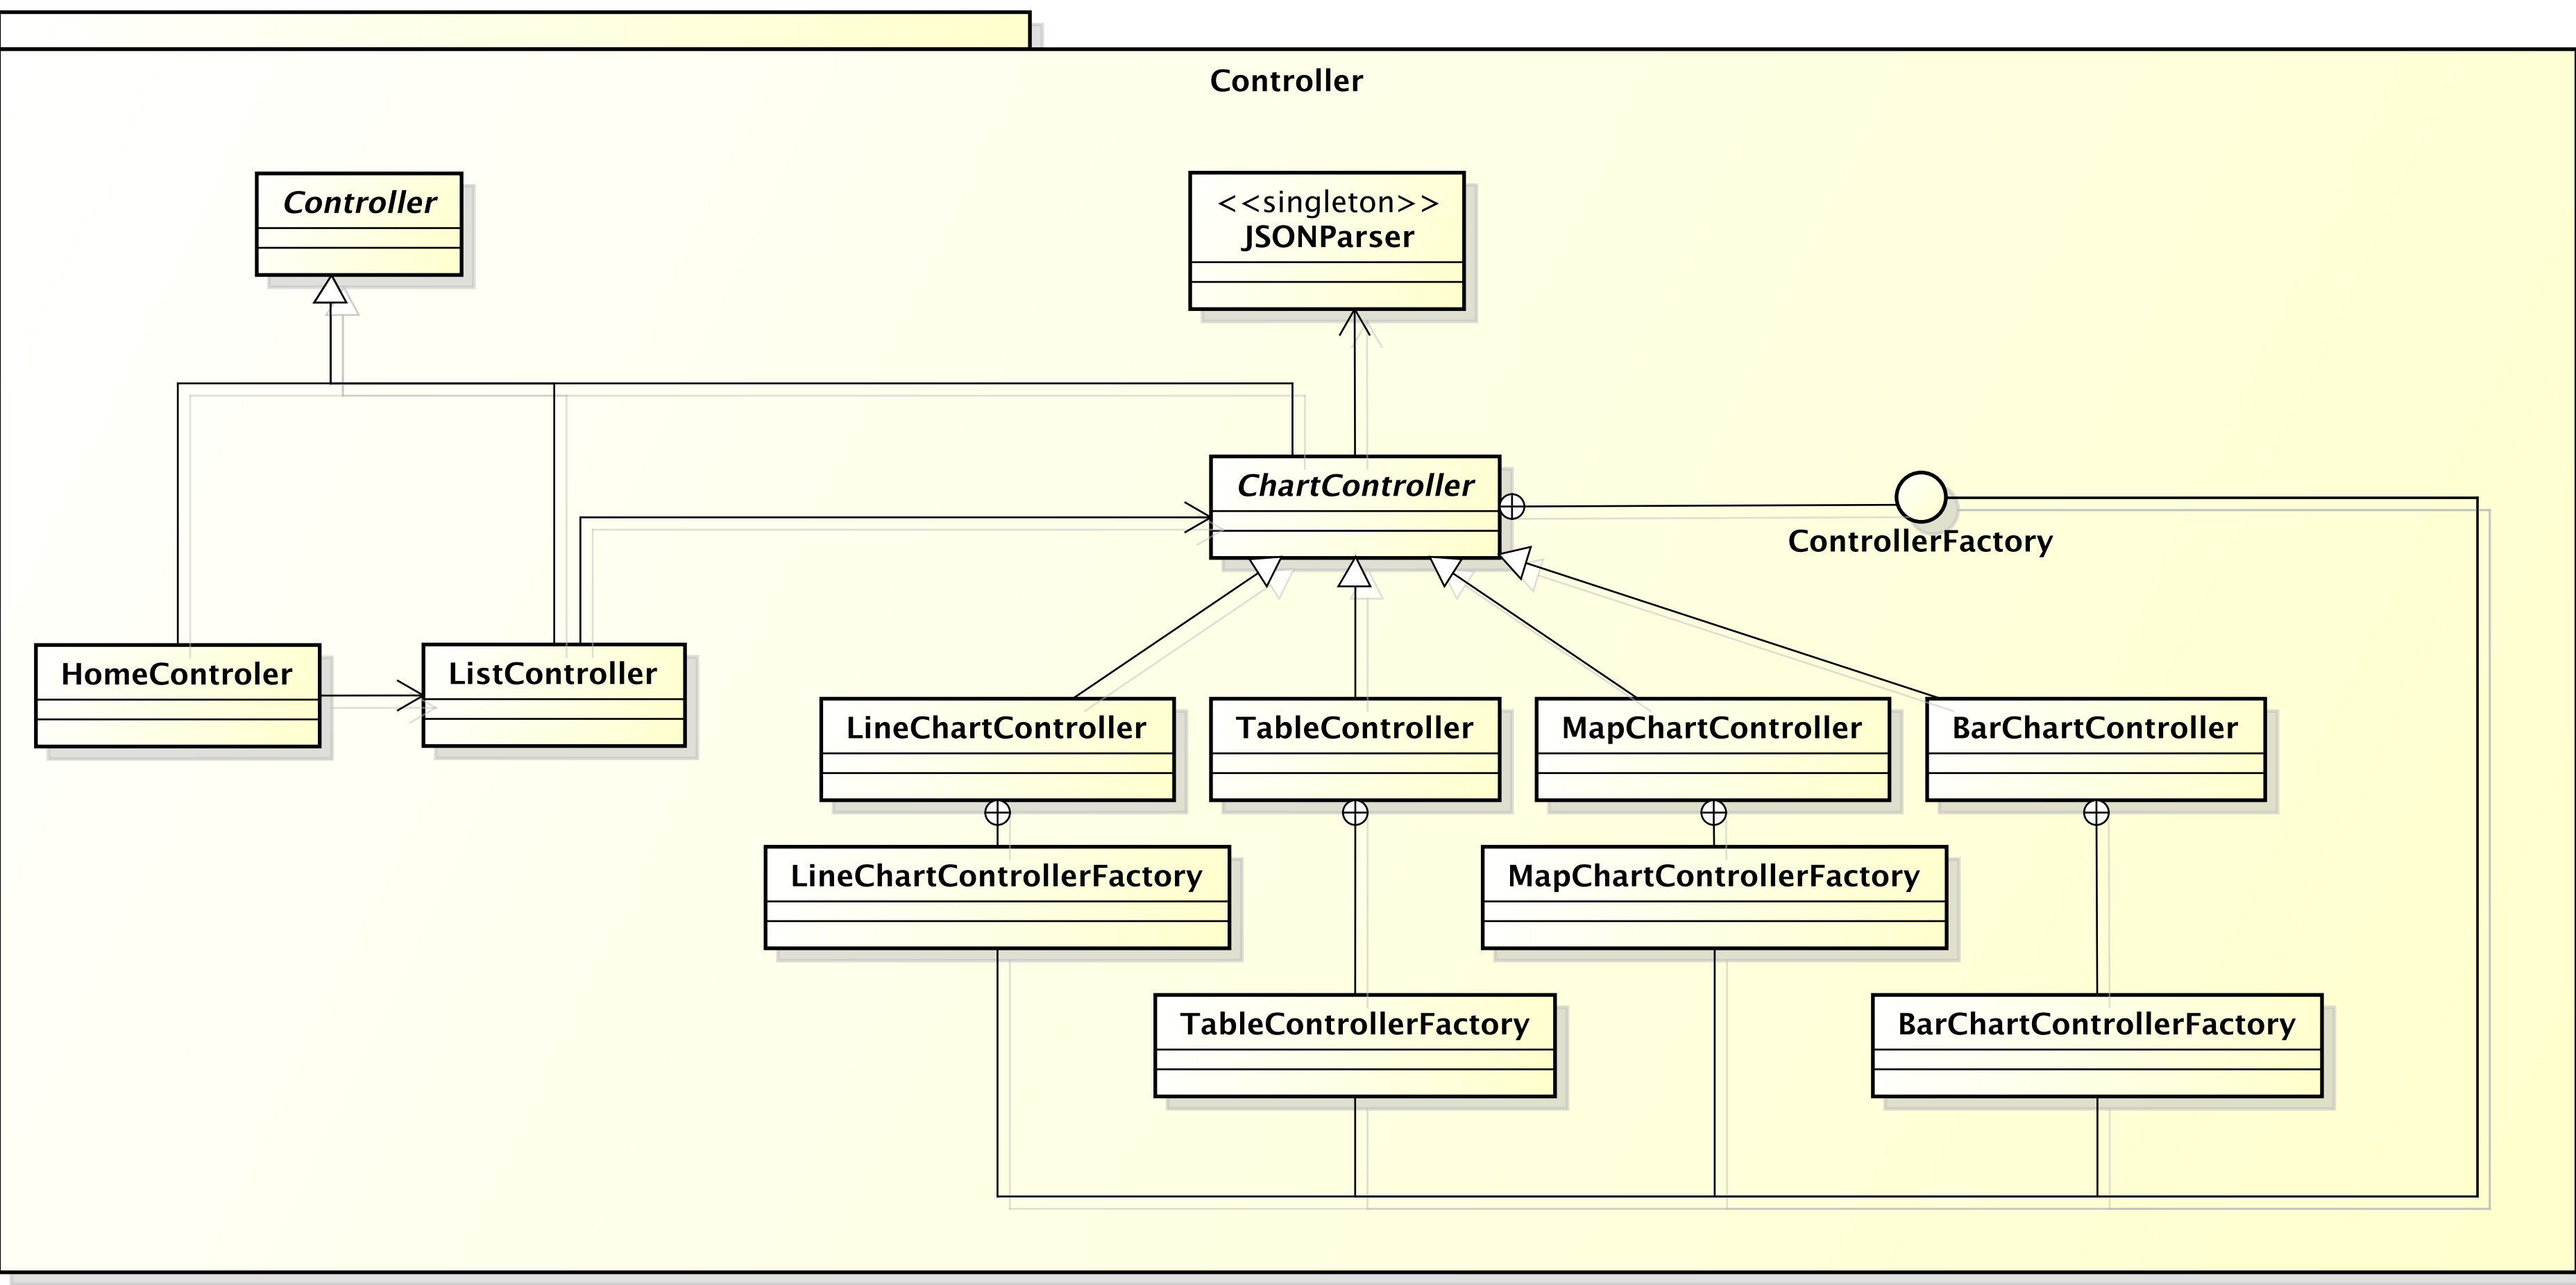 Controller
Controller
<<singleton>>
JSONParser
ChartController
ControllerFactory
HomeControler
ListController
LineChartController
TableController
MapChartController
BarChartController
LineChartControllerFactory
MapChartControllerFactory
TableControllerFactory
BarChartControllerFactory